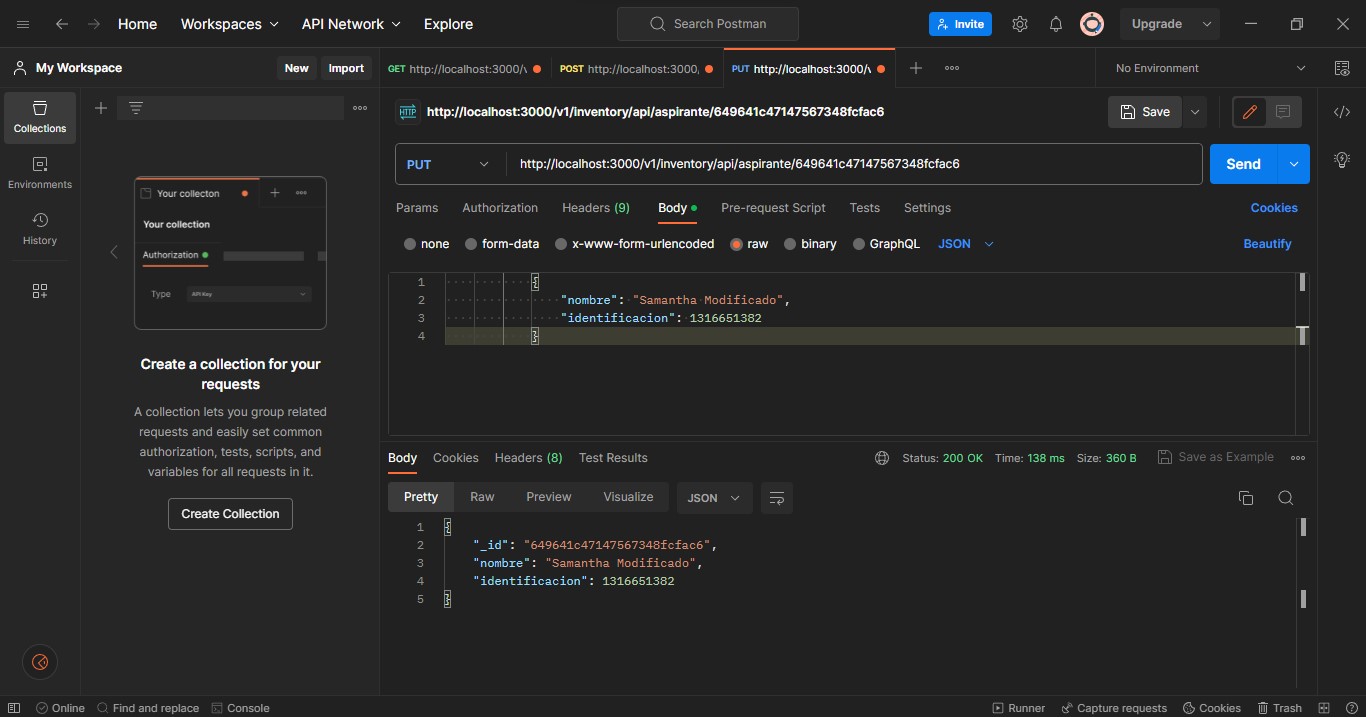 Home Workspaces API Network Explore Search Postman Invite Upgrade
My Workspace New Import GET http://localhost:3000/v POST http://localhost:3000, PUT http://localhost:3000/v No Environment
Collections
Environments
History
Your collecton
Your collection
Authorization
Type API Key
Create a collection for your
requests
A collection lets you group related
requests and easily set common
authorization, tests, scripts, and
variables for all requests in it.
Create Collection
HTTP http://localhost:3000/v1/inventory/api/aspirante/649641c47147567348fcfac6 Save
PUT http://localhost:3000/v1/inventory/api/aspirante/649641c47147567348fcfac6 Send
Params Authorization Headers (9) Body Pre-request Script Tests Settings Cookies
none form-data x-www-form-urlencoded raw binary GraphQL JSON Beautify
1 {
2 "nombre": "Samantha Modificado",
3 "identificacion": 1316651382
4 }
Body Cookies Headers (8) Test Results Status: 200 OK Time: 138 ms Size: 360 B Save as Example
Pretty Raw Preview Visualize JSON
1 {
2 "_id": "649641c47147567348fcfac6",
3 "nombre": "Samantha Modificado",
4 "identificacion": 1316651382
5 }
Online Find and replace Console Runner Capture requests Cookies Trash